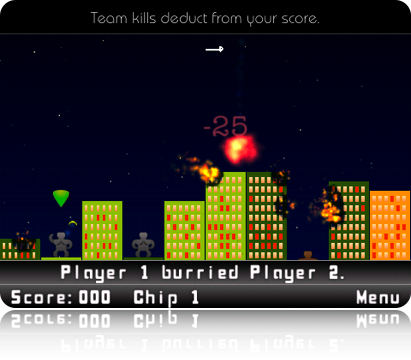 Team kills deduct from your score.
-25
Player 1 burried Player 2.
Score: 000 Chip 1 Menu